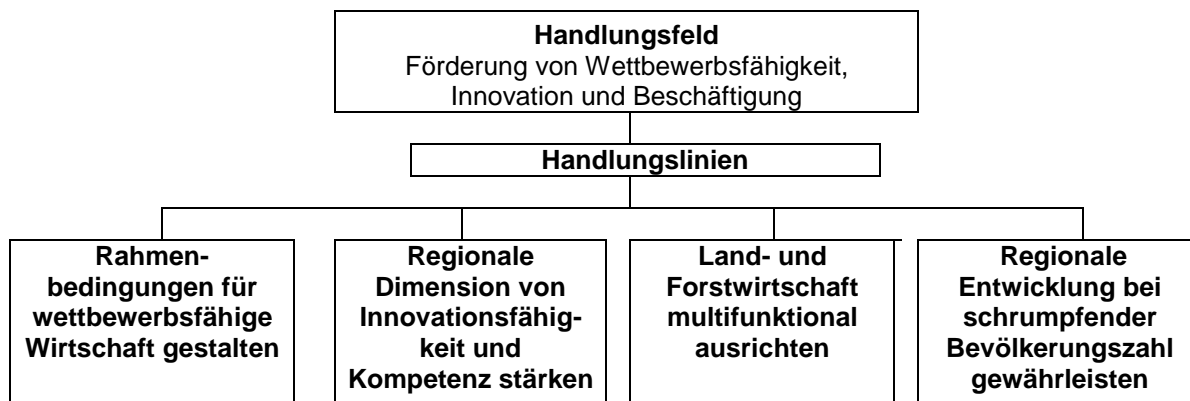 Handlungsfeld
Förderung von Wettbewerbsfähigkeit,
Innovation und Beschäftigung
Handlungslinien
Rahmen-
bedingungen für
wettbewerbsfähige
Wirtschaft gestalten
Regionale
Dimension von
Innovationsfähig-
keit und
Kompetenz stärken
Land- und
Forstwirtschaft
multifunktional
ausrichten
Regionale
Entwicklung bei
schrumpfender
Bevölkerungszahl
gewährleisten